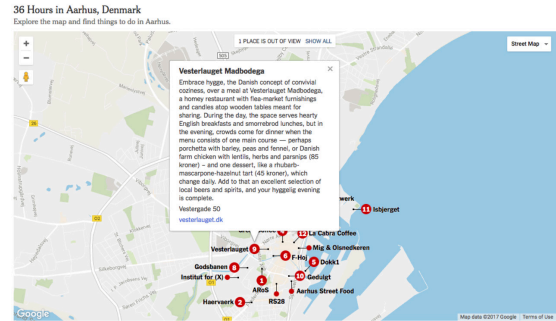 36 Hours in Aarhus, Denmark
Explore the map and find things to do in Aarhus.
1 PLACE IS OUT OF VIEW SHOW ALL
Street Map
+
−
Vesterlauget Madbodega
×
Embrace hygge, the Danish concept of convivial
coziness, over a meal at Vesterlauget Madbodega,
a homey restaurant with flea-market furnishings
and candles atop wooden tables meant for
sharing. During the day, the space serves hearty
English breakfasts and smorrebrod lunches, but in
the evening, crowds come for dinner when the
menu consists of one main course — perhaps
porchetta with barley, peas and fennel, or Danish
farm chicken with lentils, herbs and parsnips (85
kroner) – and one dessert, like a rhubarb-
mascarpone-hazelnut tart (45 kroner), which
change daily. Add to that an excellent selection of
local beers and spirits, and your hyggelig evening
is complete.
Vestergade 50
vesterlauget.dk
werk
11 Isbjerget
12 La Cabra Coffee
Vesterlauget 9
Mig & Ølsnedkeren
6 F-Høj
5 Dokk1
Godsbanen 8
Institut for (X)
1
10 Gedulgt
ARoS
Aarhus Street Food
Haervaerk 2
RS28
Google
Map data ©2017 Google Terms of Use